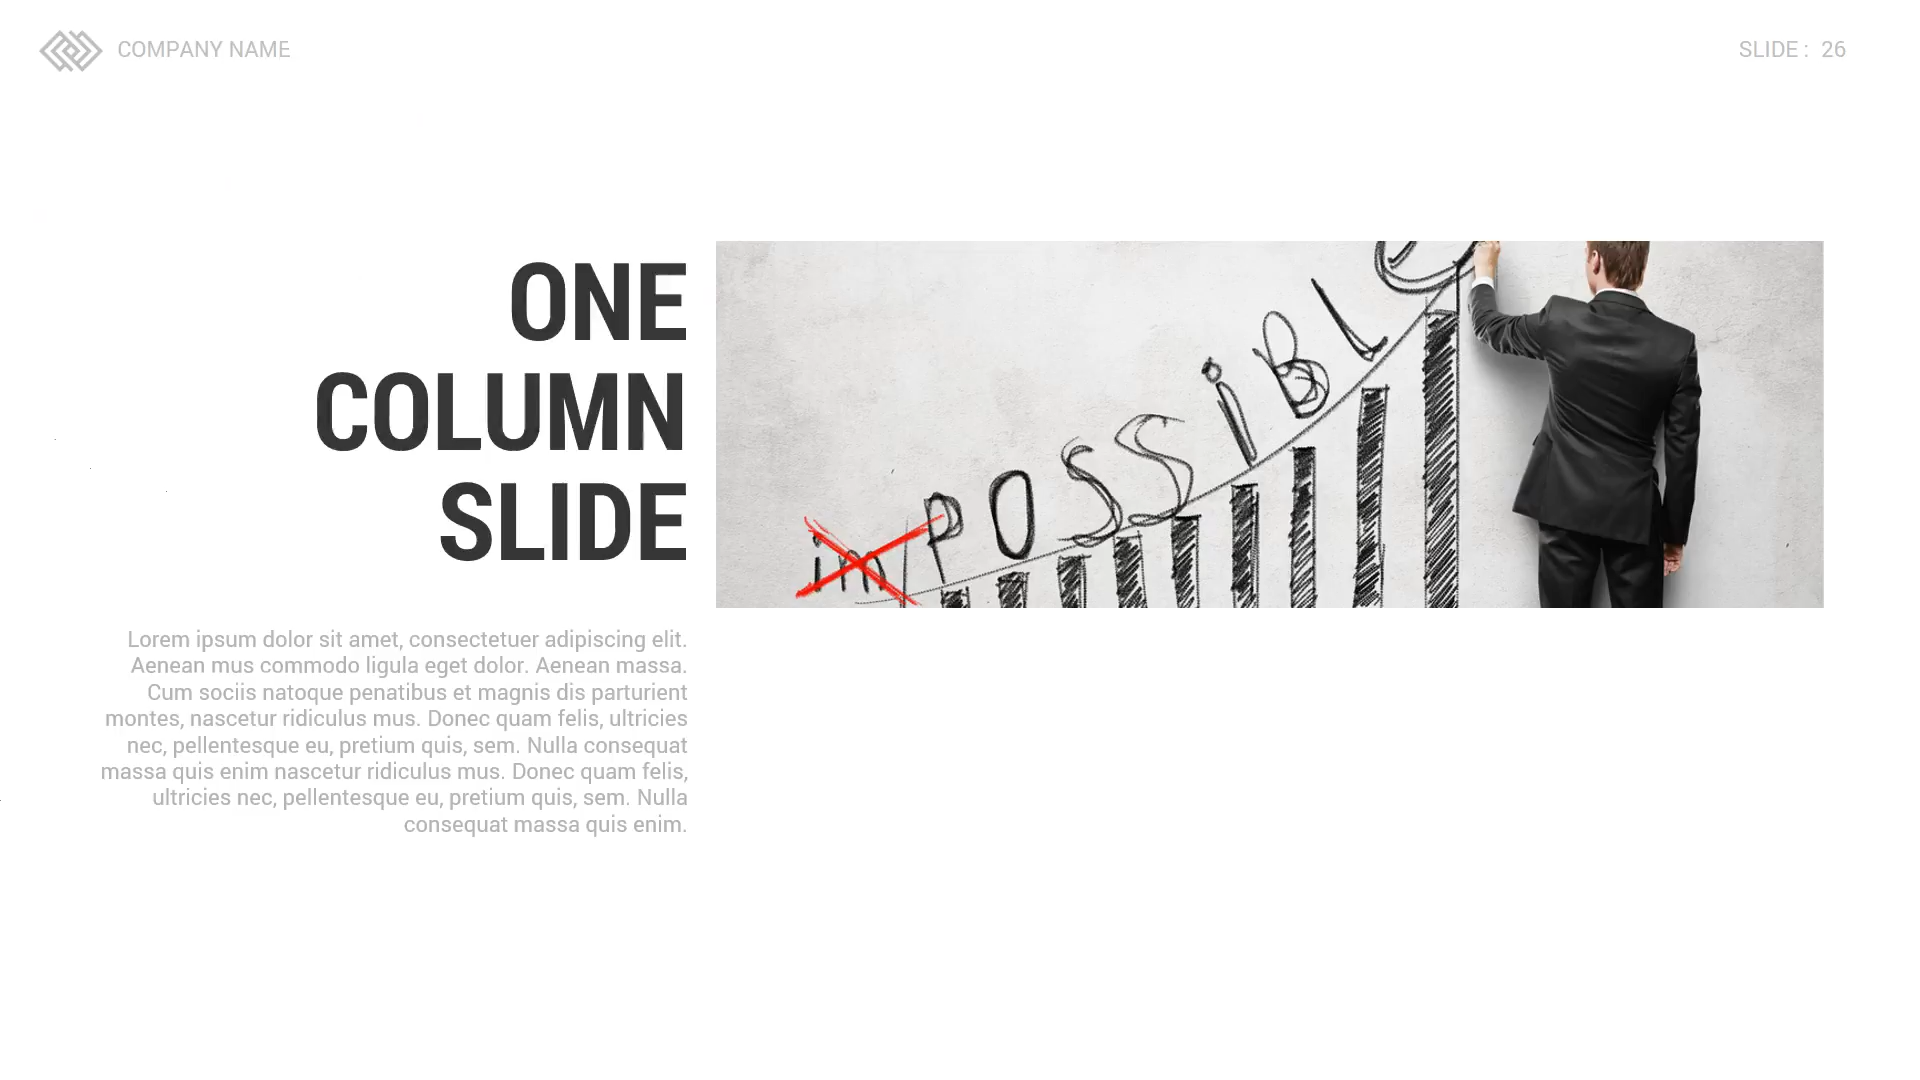 COMPANY NAME
SLIDE : 26
ONE
COLUMN
SLIDE
im/POSSiBLe
Lorem ipsum dolor sit amet, consectetuer adipiscing elit.
Aenean mus commodo ligula eget dolor. Aenean massa.
Cum sociis natoque penatibus et magnis dis parturient
montes, nascetur ridiculus mus. Donec quam felis, ultricies
nec, pellentesque eu, pretium quis, sem. Nulla consequat
massa quis enim nascetur ridiculus mus. Donec quam felis,
ultricies nec, pellentesque eu, pretium quis, sem. Nulla
consequat massa quis enim.